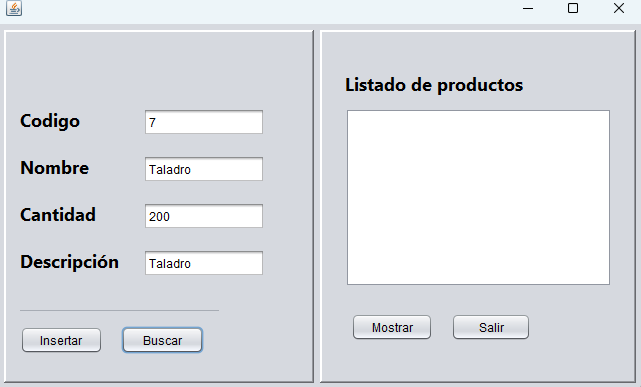 Codigo
7
Nombre
Taladro
Cantidad
200
Descripción
Taladro
Insertar
Buscar
Listado de productos
Mostrar
Salir